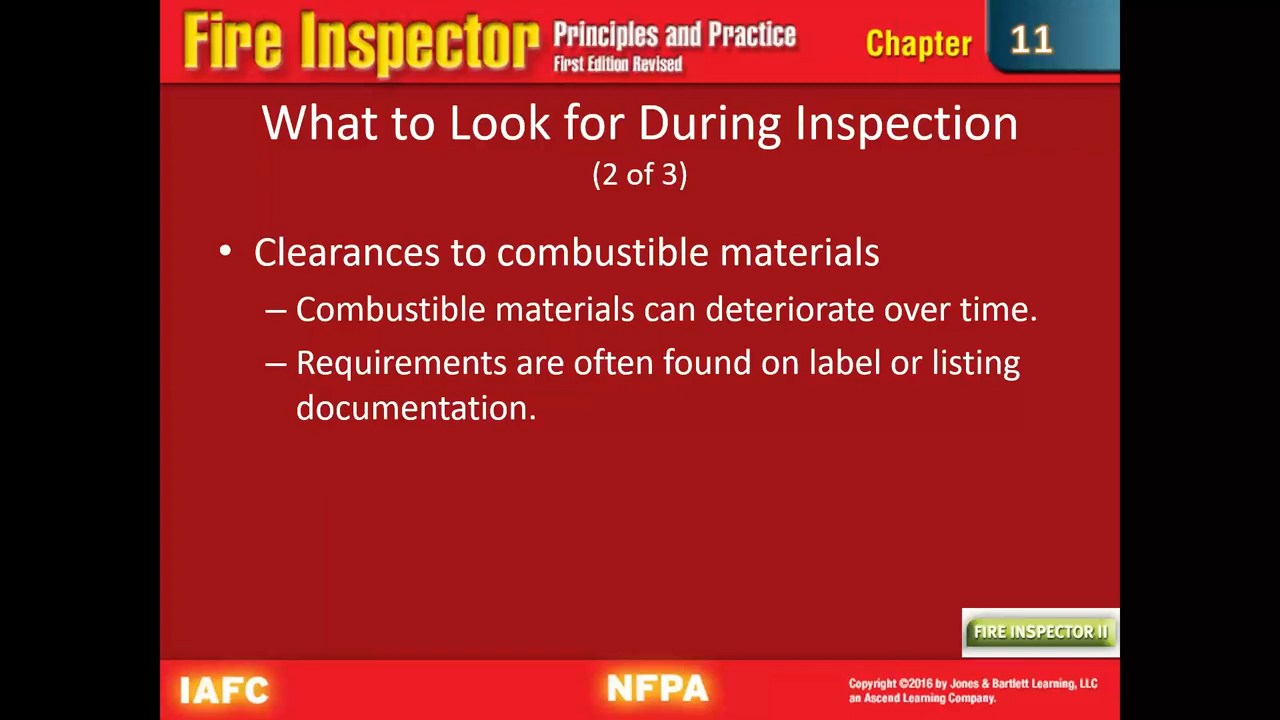 Fire Inspector Principles and Practice
First Edition Revised
Chapter 11
What to Look for During Inspection
(2 of 3)
• Clearances to combustible materials
– Combustible materials can deteriorate over time.
– Requirements are often found on label or listing
documentation.
FIRE INSPECTOR II
IAFC
NFPA
Copyright ©2016 by Jones & Bartlett Learning, LLC
an Ascend Learning Company.